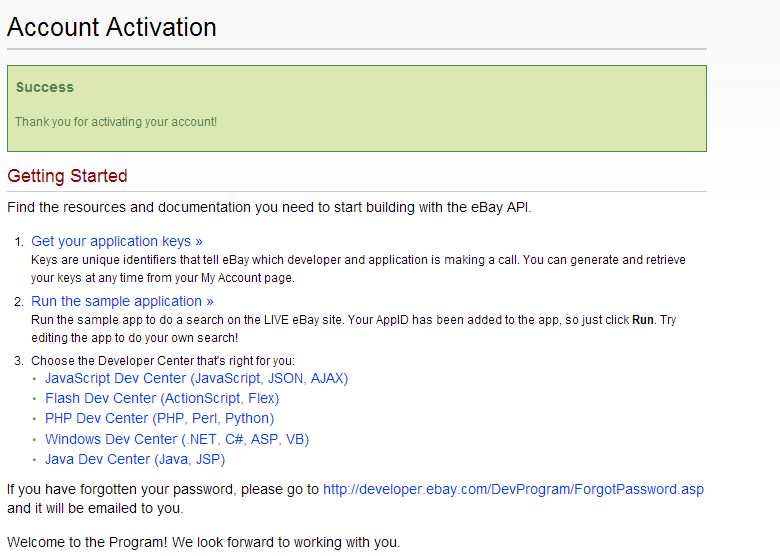 Account Activation
Success
Thank you for activating your account!
Getting Started
Find the resources and documentation you need to start building with the eBay API.
1. Get your application keys »
Keys are unique identifiers that tell eBay which developer and application is making a call. You can generate and retrieve
your keys at any time from your My Account page.
2. Run the sample application »
Run the sample app to do a search on the LIVE eBay site. Your AppID has been added to the app, so just click Run. Try
editing the app to do your own search!
3. Choose the Developer Center that's right for you:
• JavaScript Dev Center (JavaScript, JSON, AJAX)
• Flash Dev Center (ActionScript, Flex)
• PHP Dev Center (PHP, Perl, Python)
• Windows Dev Center (.NET, C#, ASP, VB)
• Java Dev Center (Java, JSP)
If you have forgotten your password, please go to http://developer.ebay.com/DevProgram/ForgotPassword.asp
and it will be emailed to you.
Welcome to the Program! We look forward to working with you.